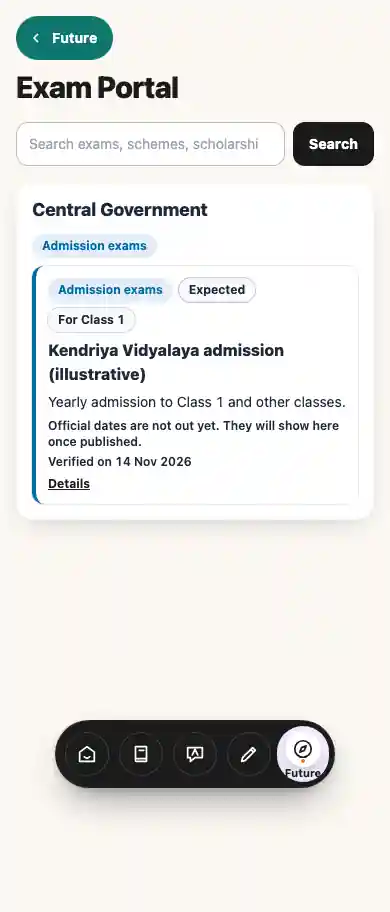 Future
Exam Portal
Search exams, schemes, scholarshi
Search
Central Government
Admission exams
Admission exams
Expected
For Class 1
Kendriya Vidyalaya admission
(illustrative)
Yearly admission to Class 1 and other classes.
Official dates are not out yet. They will show here
once published.
Verified on 14 Nov 2026
Details
Future